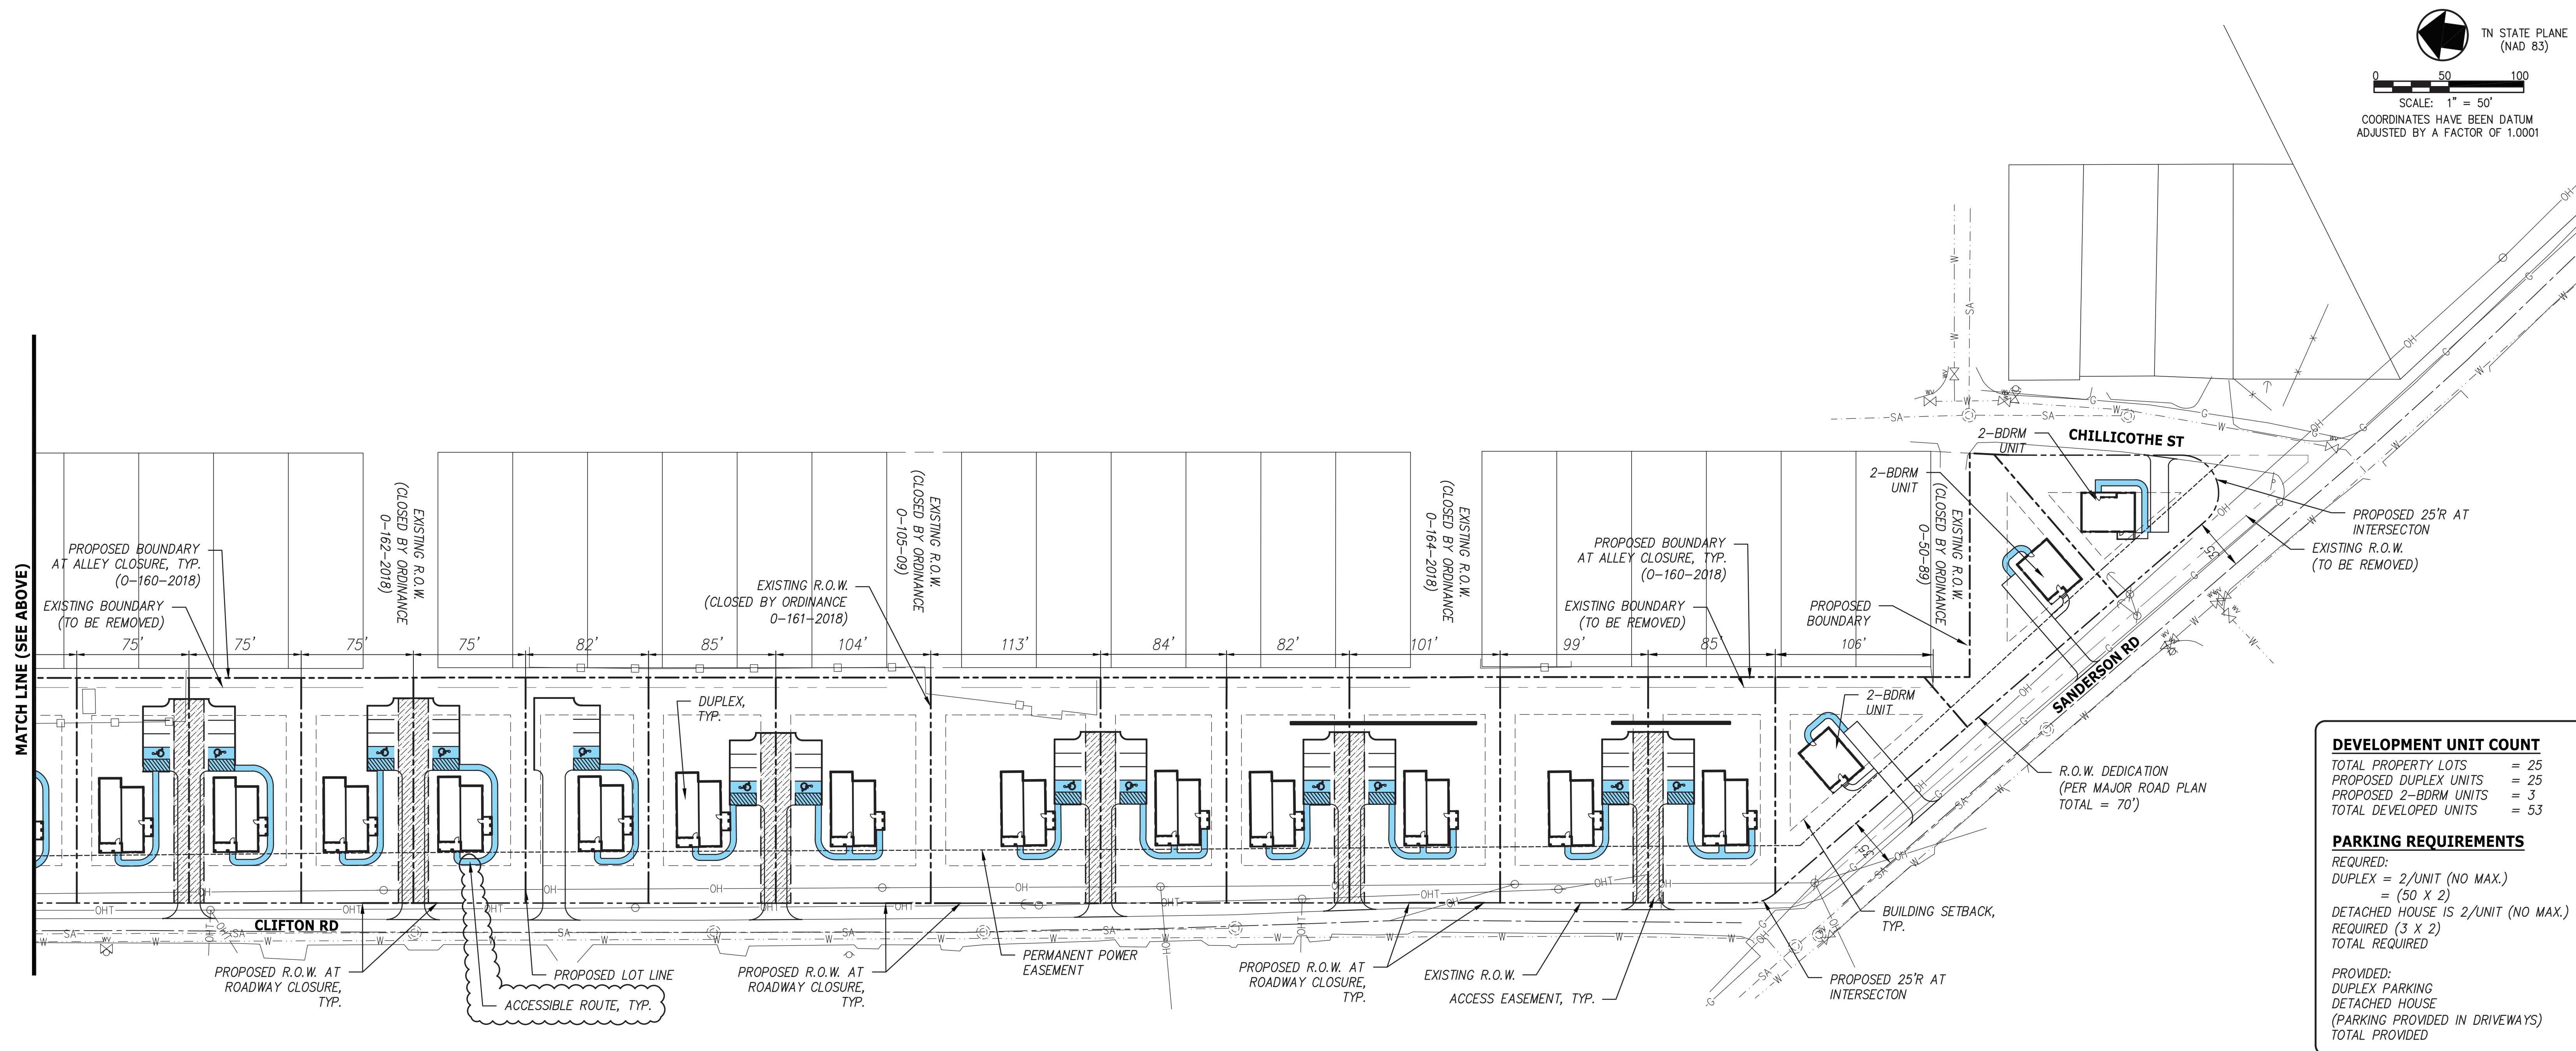 TN STATE PLANE
(NAD 83)
0 50 100
SCALE: 1" = 50'
COORDINATES HAVE BEEN DATUM
ADJUSTED BY A FACTOR OF 1.0001
MATCH LINE (SEE ABOVE)
PROPOSED BOUNDARY
AT ALLEY CLOSURE, TYP.
(O-160-2018)
EXISTING BOUNDARY
(TO BE REMOVED)
EXISTING R.O.W.
(CLOSED BY ORDINANCE
0-162-2018)
EXISTING R.O.W.
(CLOSED BY ORDINANCE
0-161-2018)
EXISTING R.O.W.
(CLOSED BY ORDINANCE
0-105-09)
PROPOSED BOUNDARY
AT ALLEY CLOSURE, TYP.
(O-160-2018)
EXISTING BOUNDARY
(TO BE REMOVED)
EXISTING R.O.W.
(CLOSED BY ORDINANCE
0-164-2018)
PROPOSED
BOUNDARY
EXISTING R.O.W.
(CLOSED BY ORDINANCE
0-50-89)
2-BDRM
UNIT
2-BDRM
UNIT
CHILLICOTHE ST
PROPOSED 25'R AT
INTERSECTON
EXISTING R.O.W.
(TO BE REMOVED)
35'
SANDERSON RD
75' 75' 75' 75' 82' 85' 104' 113' 84' 82' 101' 99' 85' 106'
DUPLEX,
TYP.
2-BDRM
UNIT
R.O.W. DEDICATION
(PER MAJOR ROAD PLAN
TOTAL = 70')
35'
BUILDING SETBACK,
TYP.
CLIFTON RD
PROPOSED R.O.W. AT
ROADWAY CLOSURE,
TYP.
PROPOSED LOT LINE
ACCESSIBLE ROUTE, TYP.
PROPOSED R.O.W. AT
ROADWAY CLOSURE,
TYP.
PERMANENT POWER
EASEMENT
PROPOSED R.O.W. AT
ROADWAY CLOSURE,
TYP.
EXISTING R.O.W.
ACCESS EASEMENT, TYP.
PROPOSED 25'R AT
INTERSECTON
DEVELOPMENT UNIT COUNT
TOTAL PROPERTY LOTS = 25
PROPOSED DUPLEX UNITS = 25
PROPOSED 2-BDRM UNITS = 3
TOTAL DEVELOPED UNITS = 53
PARKING REQUIREMENTS
REQURED:
DUPLEX = 2/UNIT (NO MAX.)
= (50 X 2)
DETACHED HOUSE IS 2/UNIT (NO MAX.)
REQUIRED (3 X 2)
TOTAL REQUIRED
PROVIDED:
DUPLEX PARKING
DETACHED HOUSE
(PARKING PROVIDED IN DRIVEWAYS)
TOTAL PROVIDED